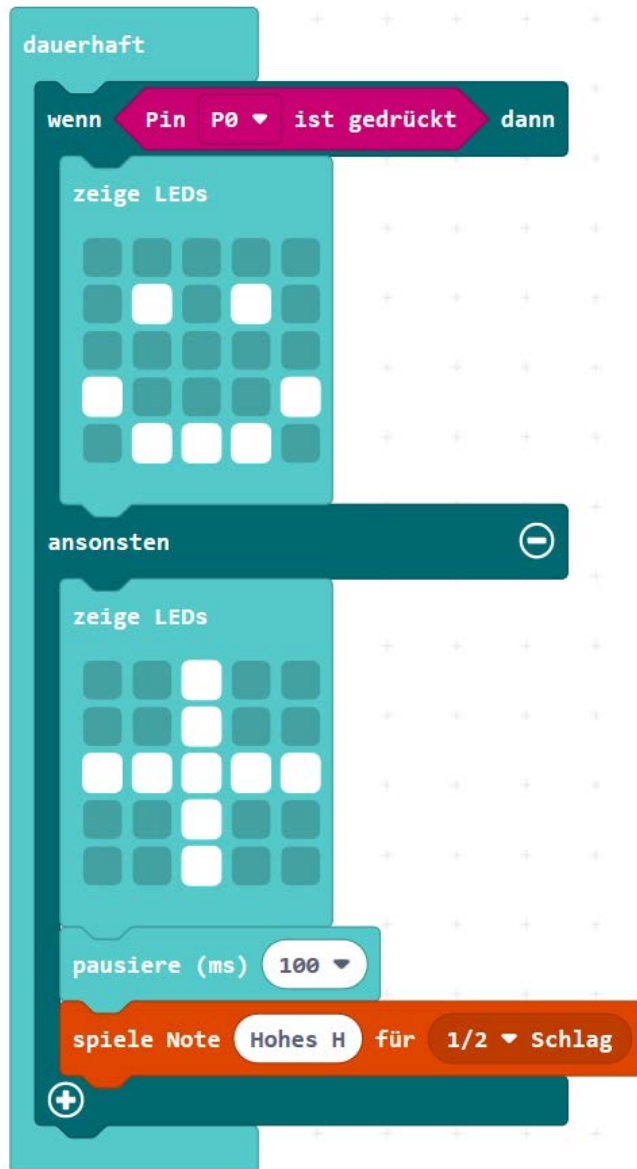 dauerhaft
wenn Pin P0 ist gedrückt dann
zeige LEDs
ansonsten
zeige LEDs
pausiere (ms) 100
spiele Note Hohes H für 1/2 Schlag